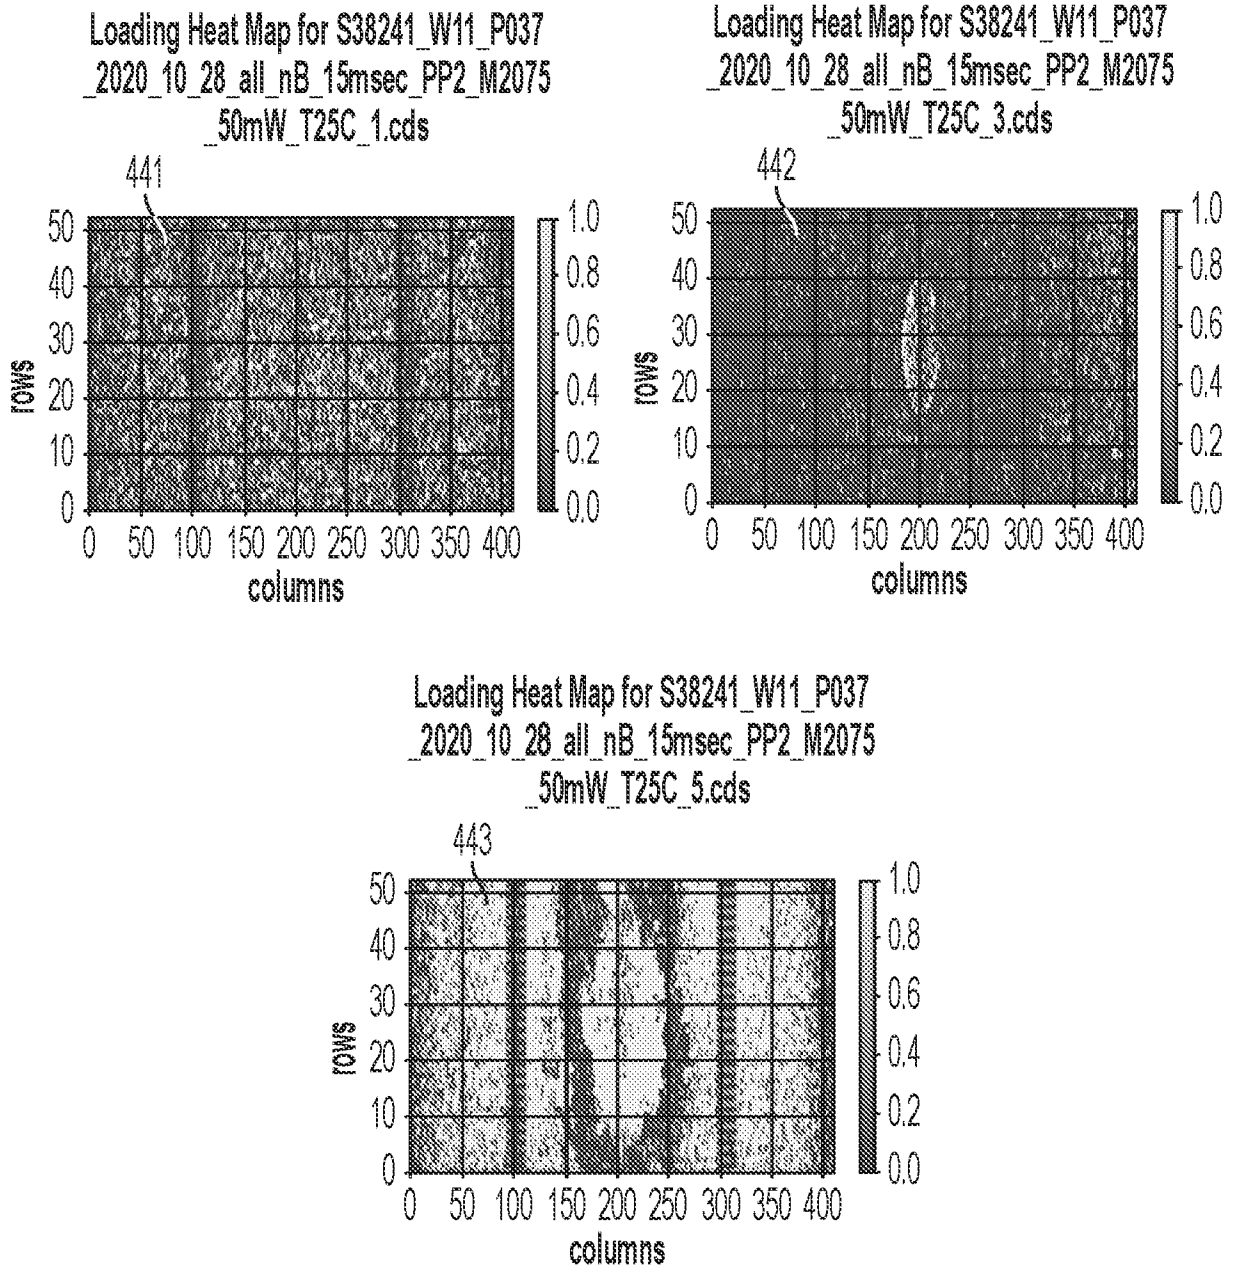 Loading Heat Map for S38241_W11_P037
_2020_10_28_all_nB_15msec_PP2_M2075
_50mW_T25C_1.cds
441
50
40
30
20
10
0
rows
0 50 100 150 200 250 300 350 400
columns
1.0
0.8
0.6
0.4
0.2
0.0
Loading Heat Map for S38241_W11_P037
_2020_10_28_all_nB_15msec_PP2_M2075
_50mW_T25C_3.cds
442
50
40
30
20
10
0
rows
0 50 100 150 200 250 300 350 400
columns
1.0
0.8
0.6
0.4
0.2
0.0
Loading Heat Map for S38241_W11_P037
_2020_10_28_all_nB_15msec_PP2_M2075
_50mW_T25C_5.cds
443
50
40
30
20
10
0
rows
0 50 100 150 200 250 300 350 400
columns
1.0
0.8
0.6
0.4
0.2
0.0